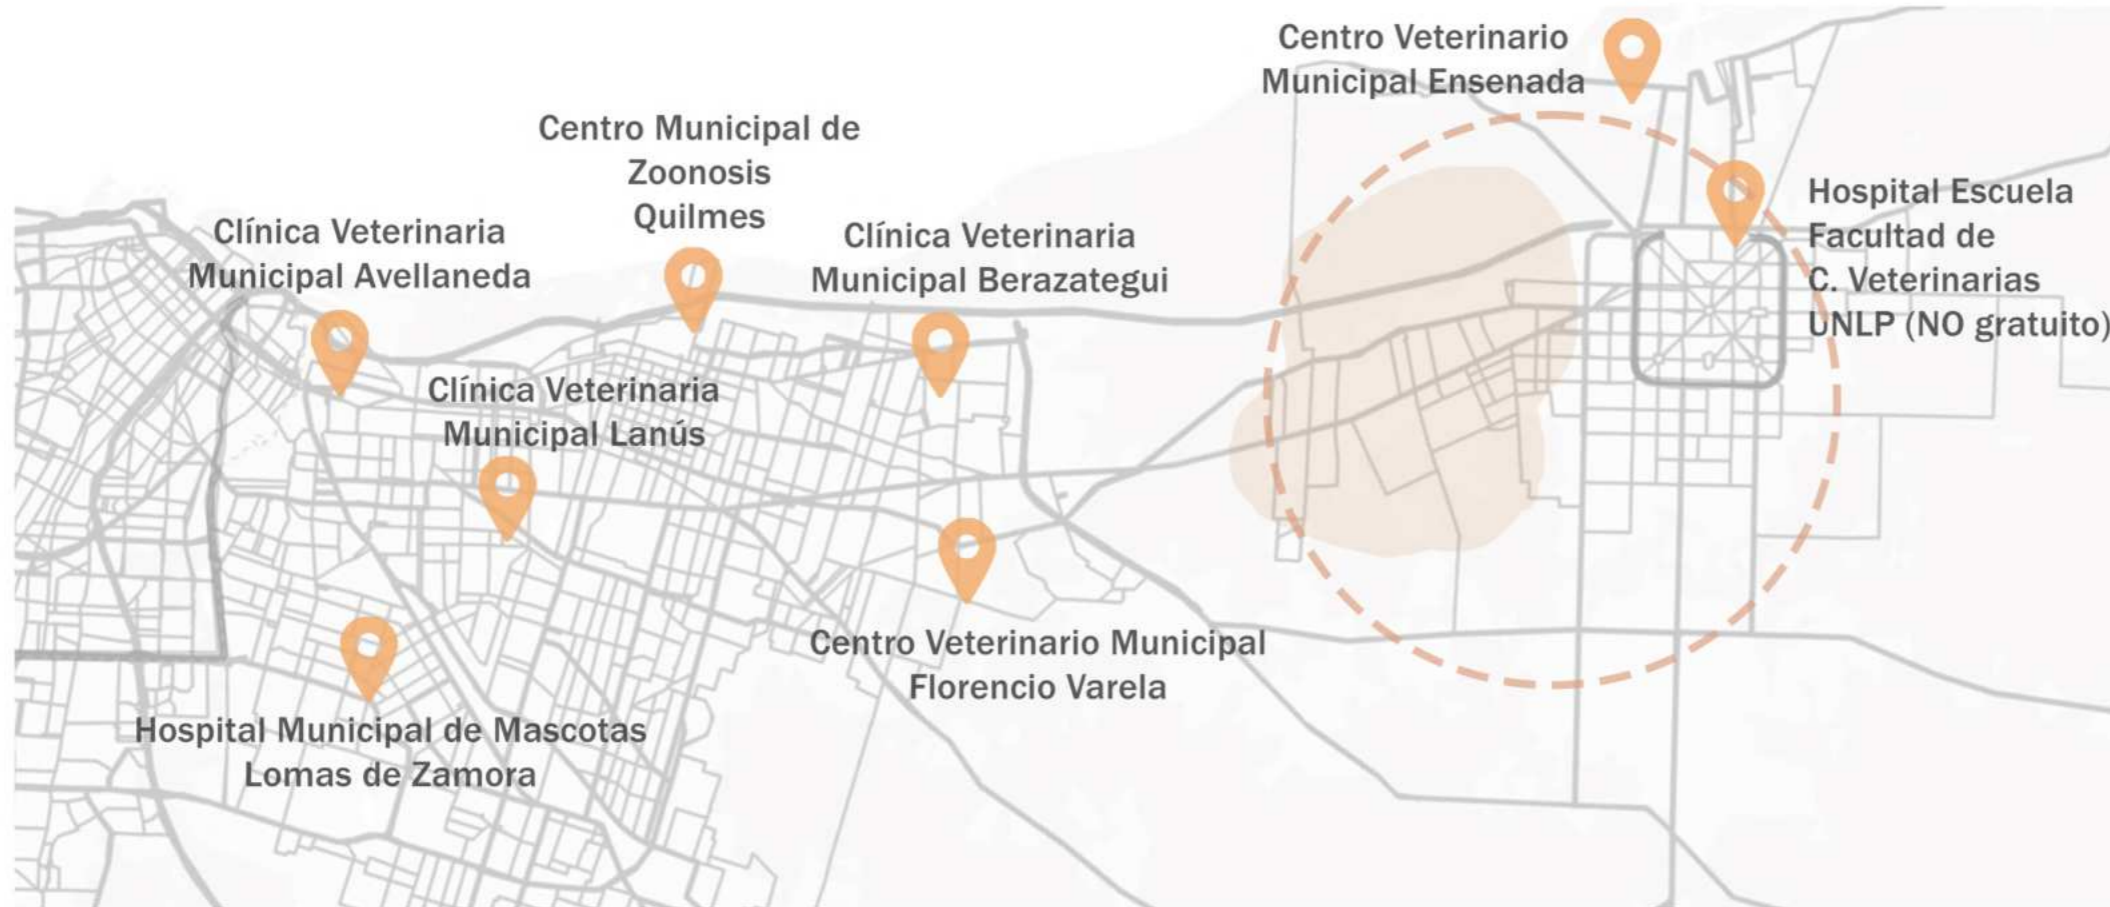 Centro Veterinario
Municipal Ensenada
Centro Municipal de
Zoonosis
Quilmes
Clínica Veterinaria
Municipal Avellaneda
Clínica Veterinaria
Municipal Berazategui
Hospital Escuela
Facultad de
C. Veterinarias
UNLP (NO gratuito)
Clínica Veterinaria
Municipal Lanús
Centro Veterinario Municipal
Florencio Varela
Hospital Municipal de Mascotas
Lomas de Zamora